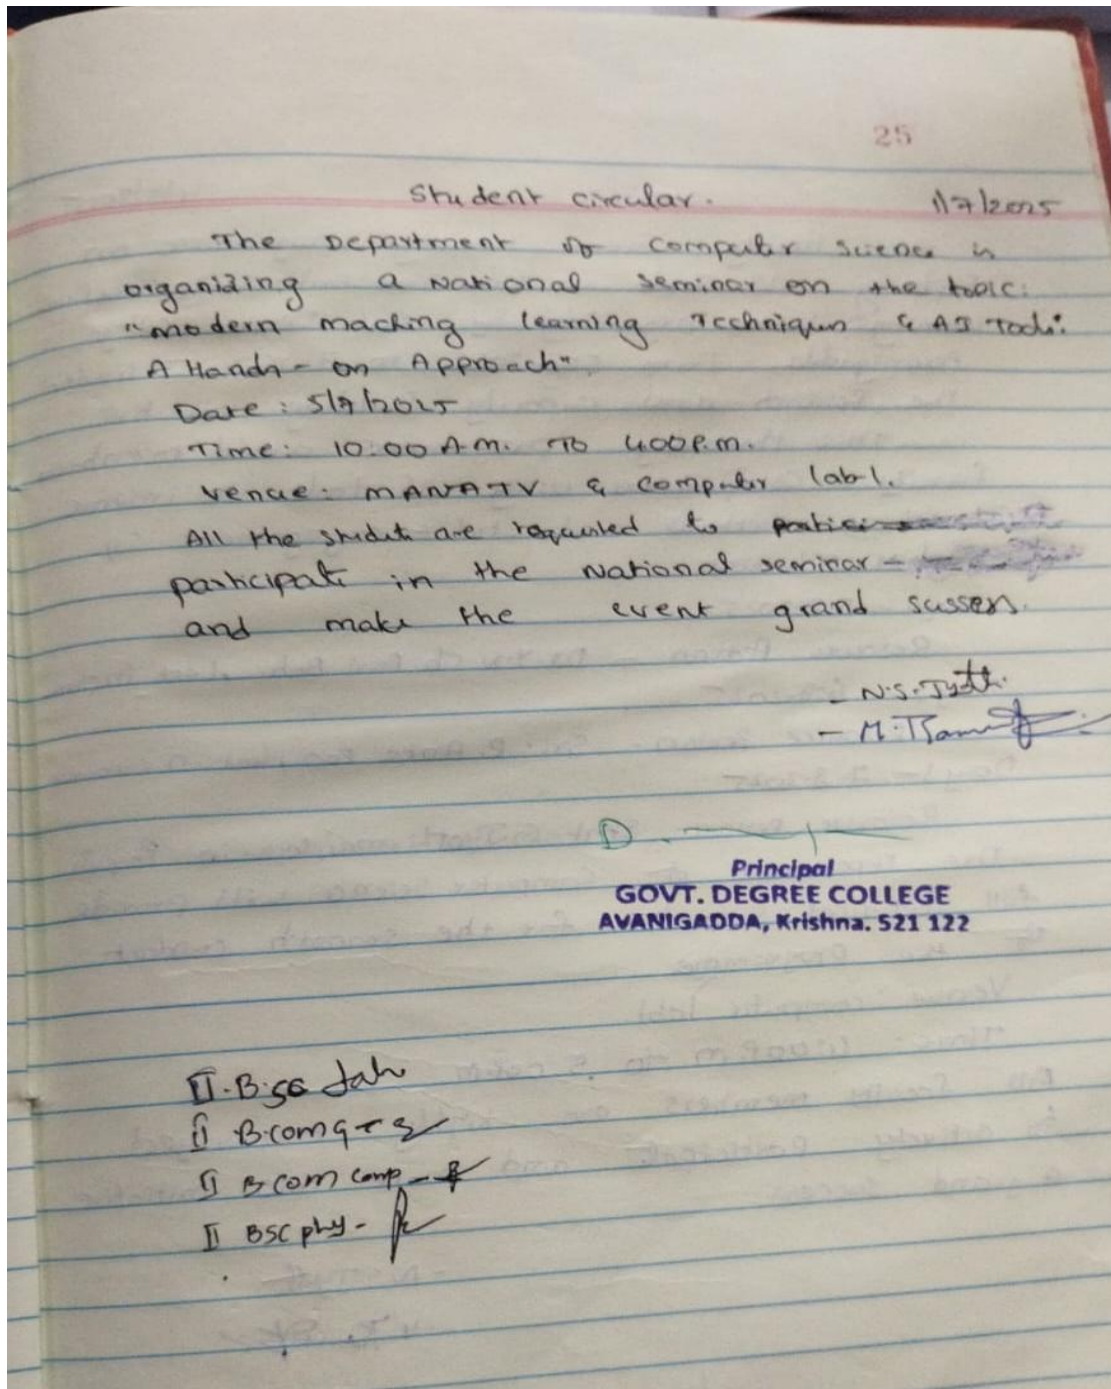 25
Student circular. 1/7/2025
The Department of Computer Science is
organizing a National Seminar on the topic:
"Modern Maching learning Techniques & AI Tools:
A Hands-on Approach"
Date: 5/7/2025
Time: 10:00 A.M. To 4:00 P.m.
Venue: MANATV & Computer lab-1.
All the students are requested to
participate in the National seminar -
and make the event grand sussess.
- N.S. Jyothi
- M.
Principal
GOVT. DEGREE COLLEGE
AVANIGADDA, Krishna. 521 122
II. B.sc
II B.com
II B com comp -
II BSC phy -